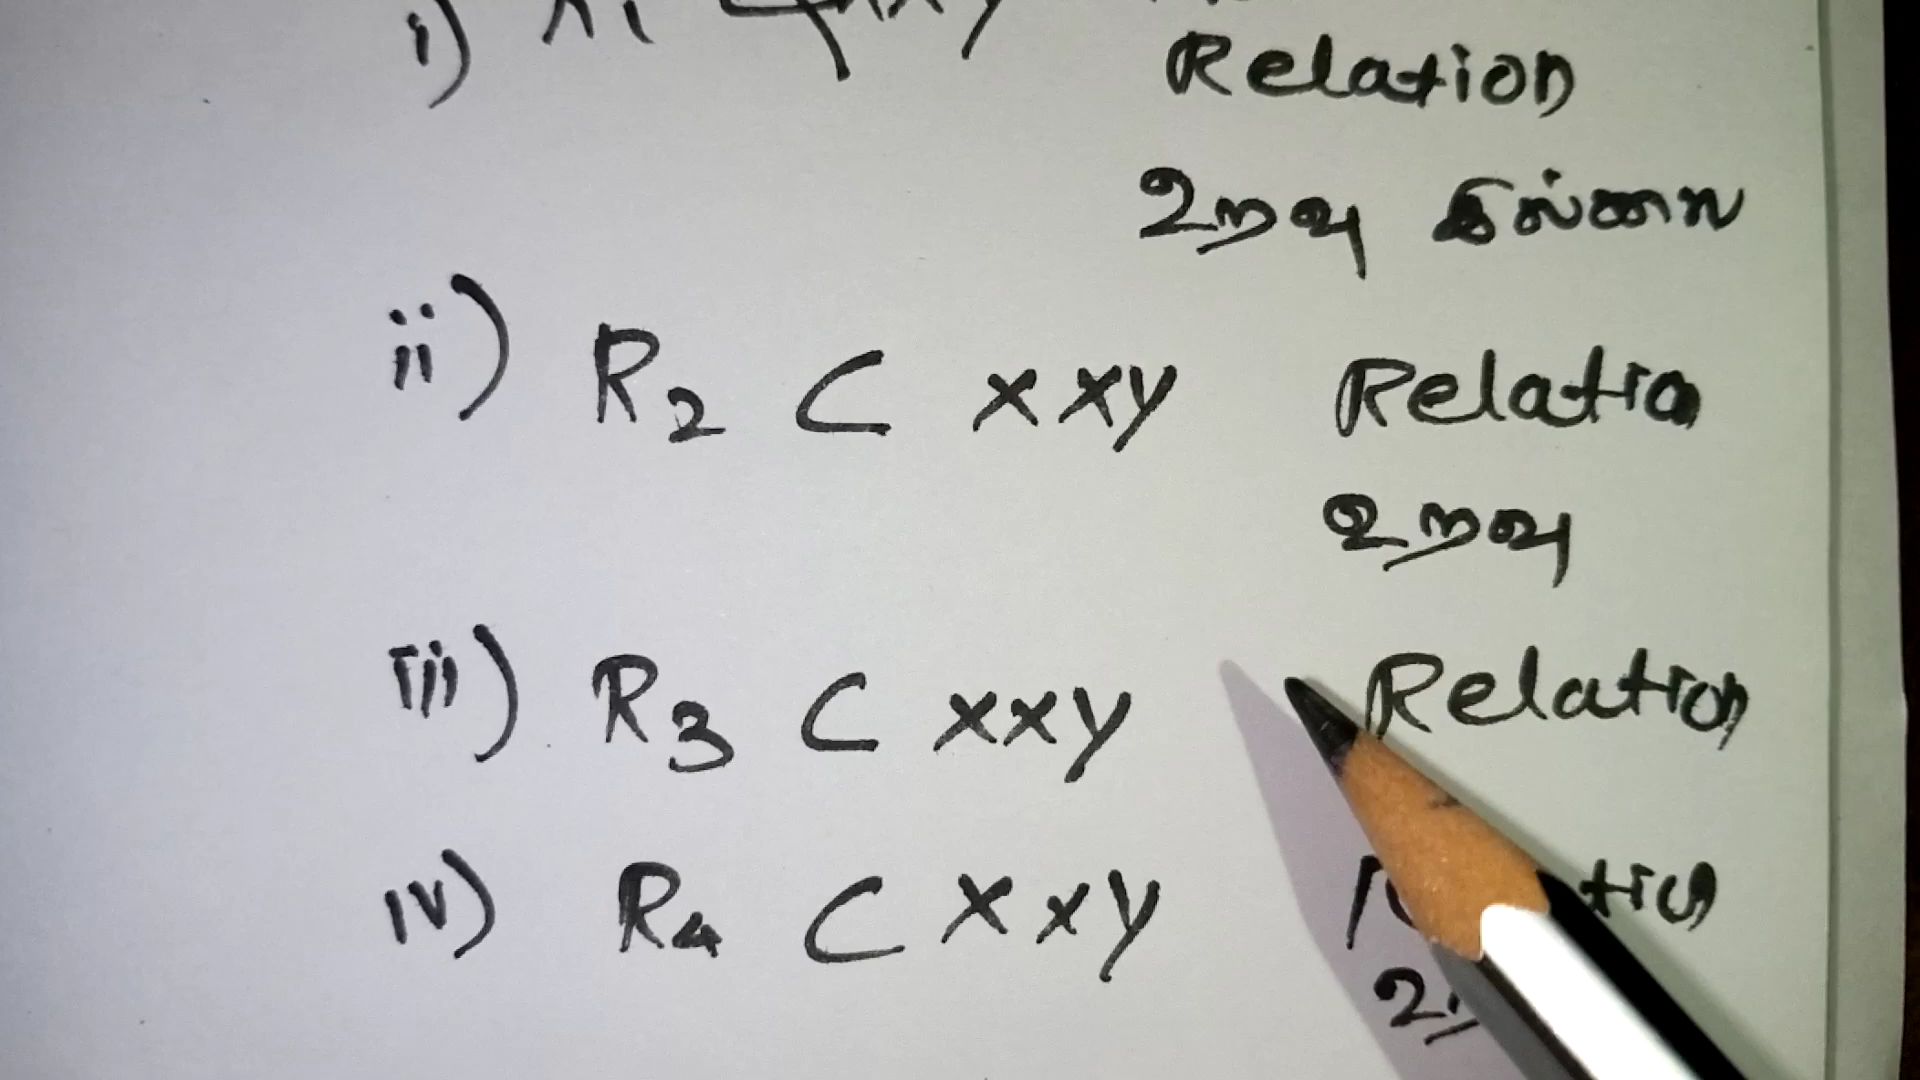 i)
Relation
உறவு இல்லை
ii) R2 ⊂ x x y Relation
உறவு
iii) R3 ⊂ x x y Relation
iv) R4 ⊂ x x y